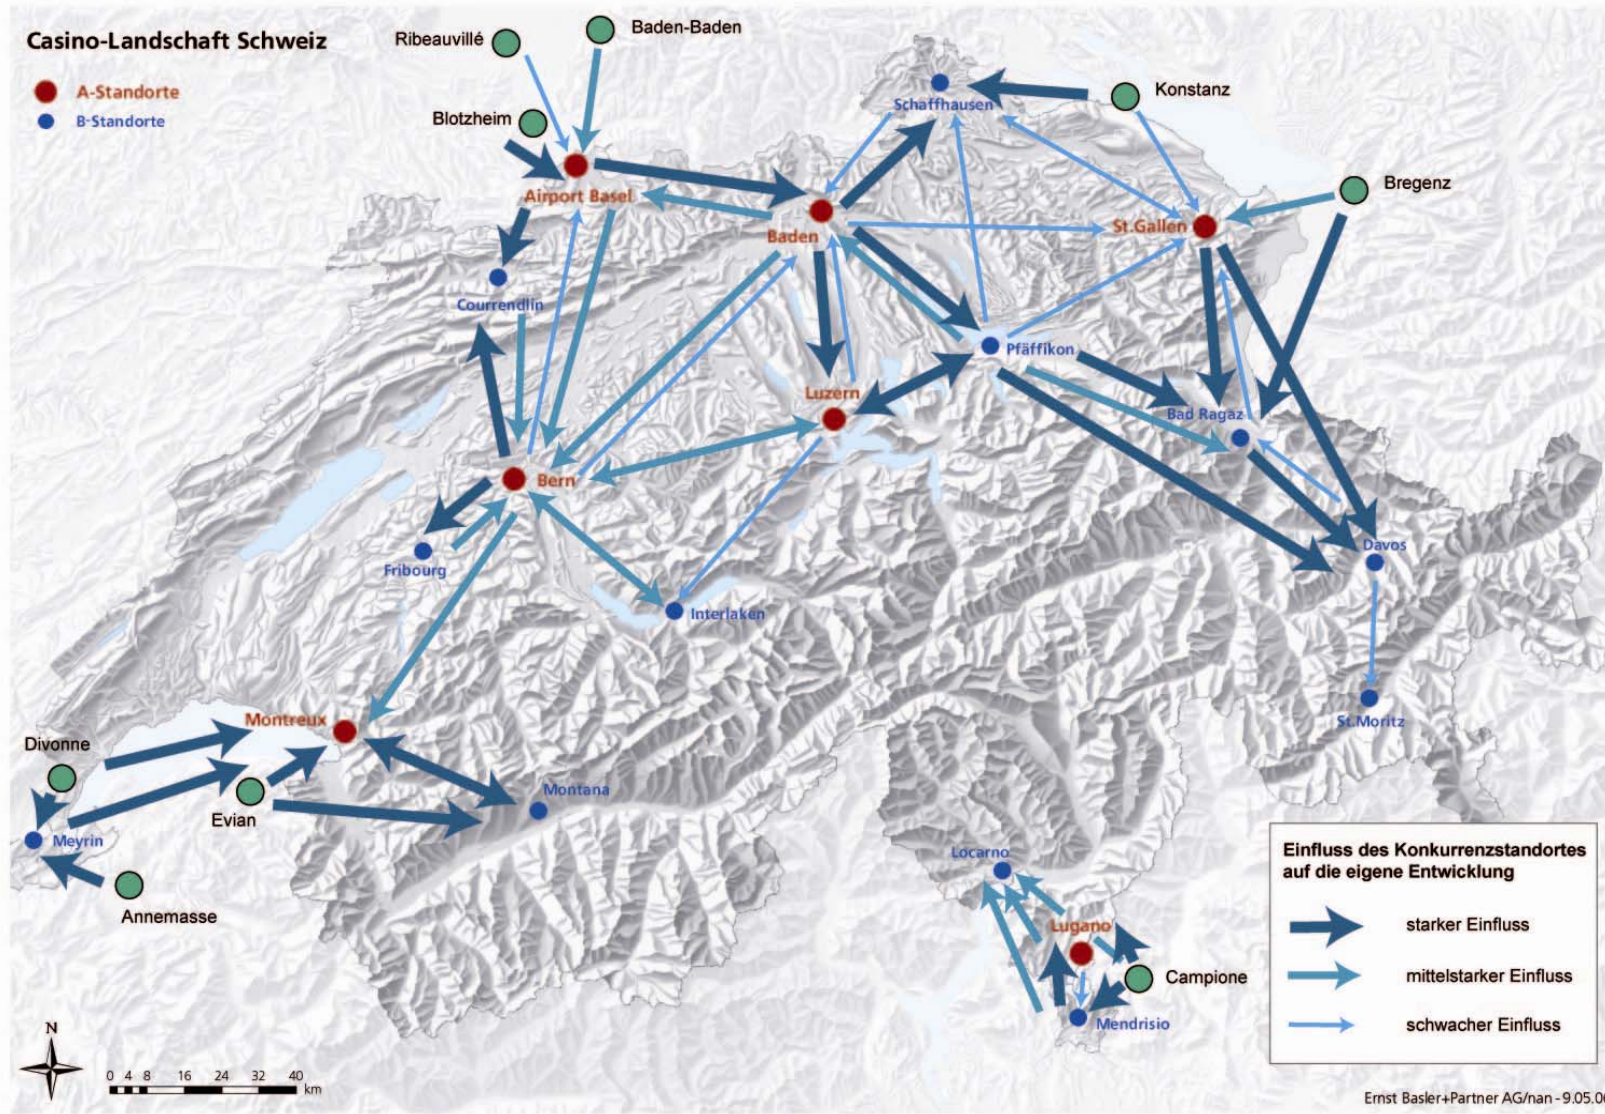 Casino-Landschaft Schweiz
A-Standorte
B-Standorte
Ribeauvillé
Baden-Baden
Blotzheim
Konstanz
Schaffhausen
Bregenz
Airport Basel
Baden
St.Gallen
Courrendlin
Pfäffikon
Luzern
Bad Ragaz
Bern
Davos
Fribourg
Interlaken
St.Moritz
Montreux
Divonne
Montana
Evian
Meyrin
Annemasse
Locarno
Lugano
Campione
Mendrisio
Einfluss des Konkurrenzstandortes
auf die eigene Entwicklung
starker Einfluss
mittelstarker Einfluss
schwacher Einfluss
N
0 4 8 16 24 32 40
km
Ernst Basler+Partner AG/nan - 9.05.0